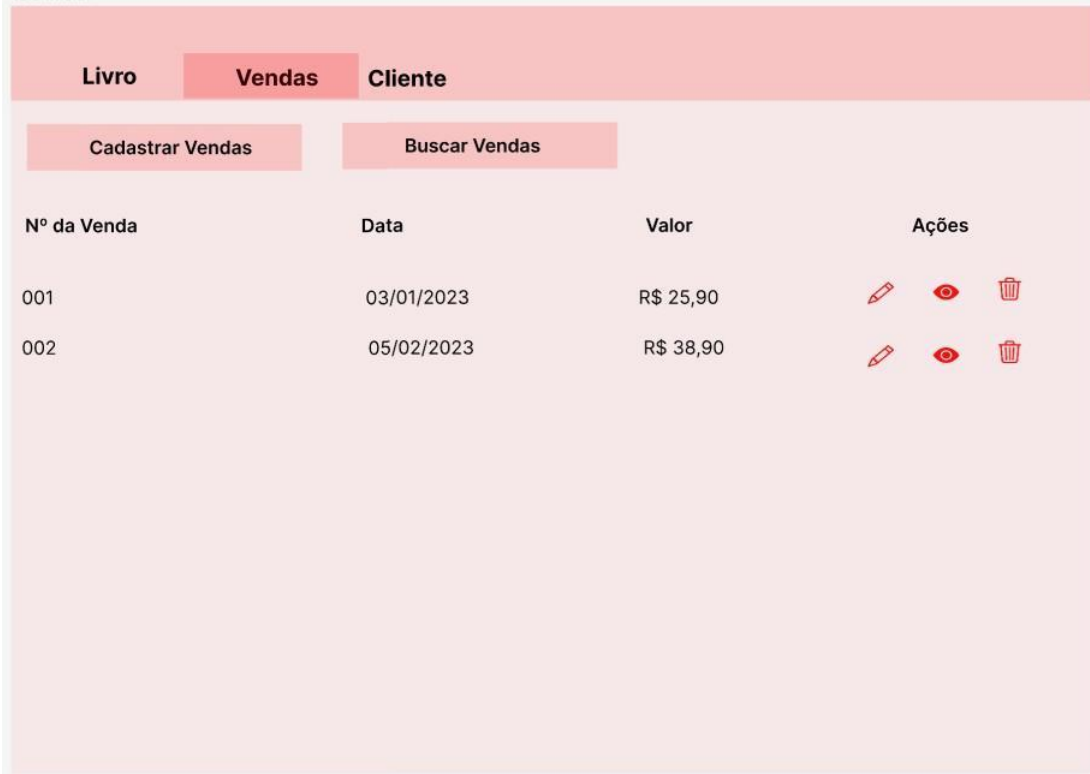 Livro Vendas Cliente
Cadastrar Vendas Buscar Vendas
Nº da Venda Data Valor Ações
001 03/01/2023 R$ 25,90
002 05/02/2023 R$ 38,90